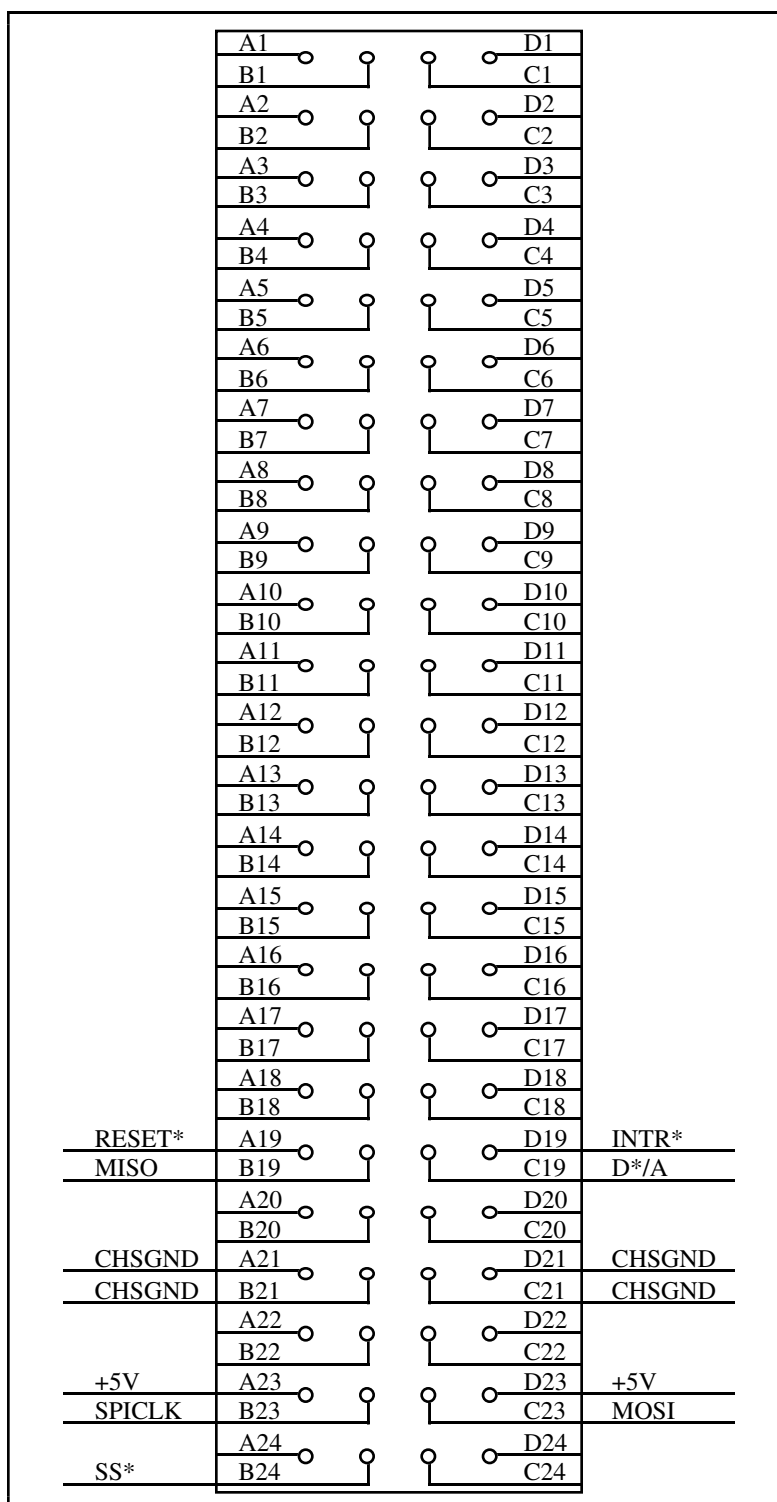 A1 D1
B1 C1
A2 D2
B2 C2
A3 D3
B3 C3
A4 D4
B4 C4
A5 D5
B5 C5
A6 D6
B6 C6
A7 D7
B7 C7
A8 D8
B8 C8
A9 D9
B9 C9
A10 D10
B10 C10
A11 D11
B11 C11
A12 D12
B12 C12
A13 D13
B13 C13
A14 D14
B14 C14
A15 D15
B15 C15
A16 D16
B16 C16
A17 D17
B17 C17
A18 D18
B18 C18
RESET* A19 D19 INTR*
MISO B19 C19 D*/A
A20 D20
B20 C20
CHSGND A21 D21 CHSGND
CHSGND B21 C21 CHSGND
A22 D22
B22 C22
+5V A23 D23 +5V
SPICLK B23 C23 MOSI
A24 D24
SS* B24 C24